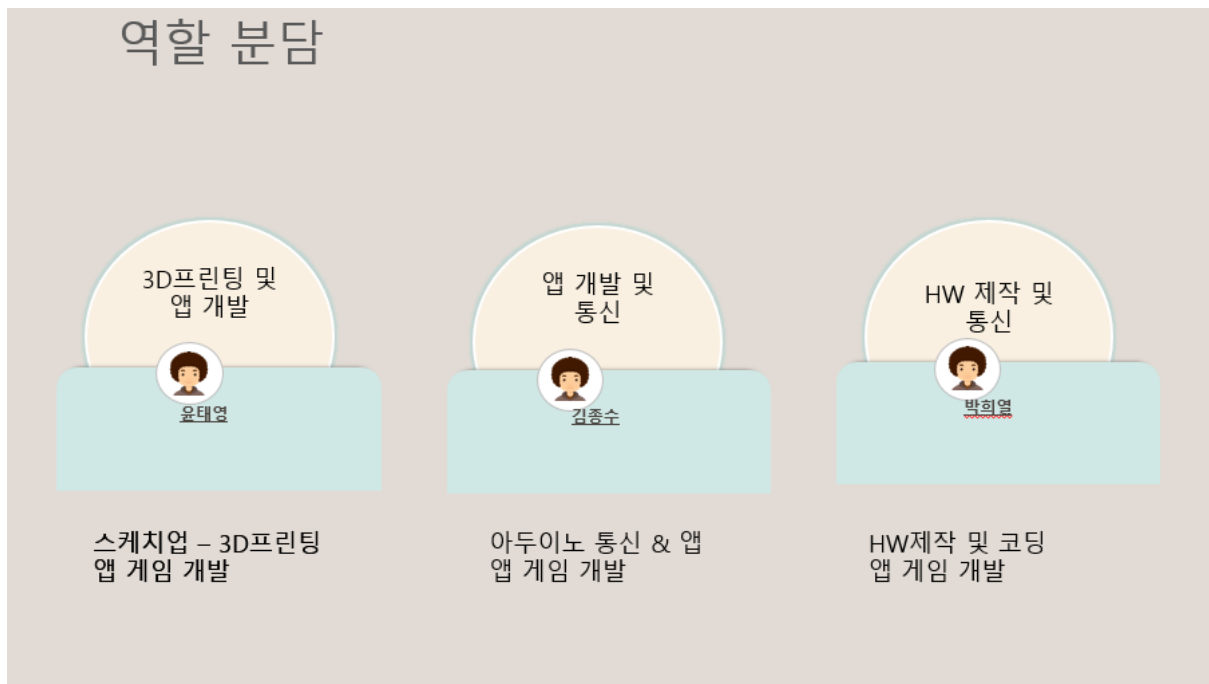 역할 분담
3D프린팅 및
앱 개발
윤태영
스케치업 – 3D프린팅
앱 게임 개발
앱 개발 및
통신
김종수
아두이노 통신 & 앱
앱 게임 개발
HW 제작 및
통신
박희열
HW제작 및 코딩
앱 게임 개발